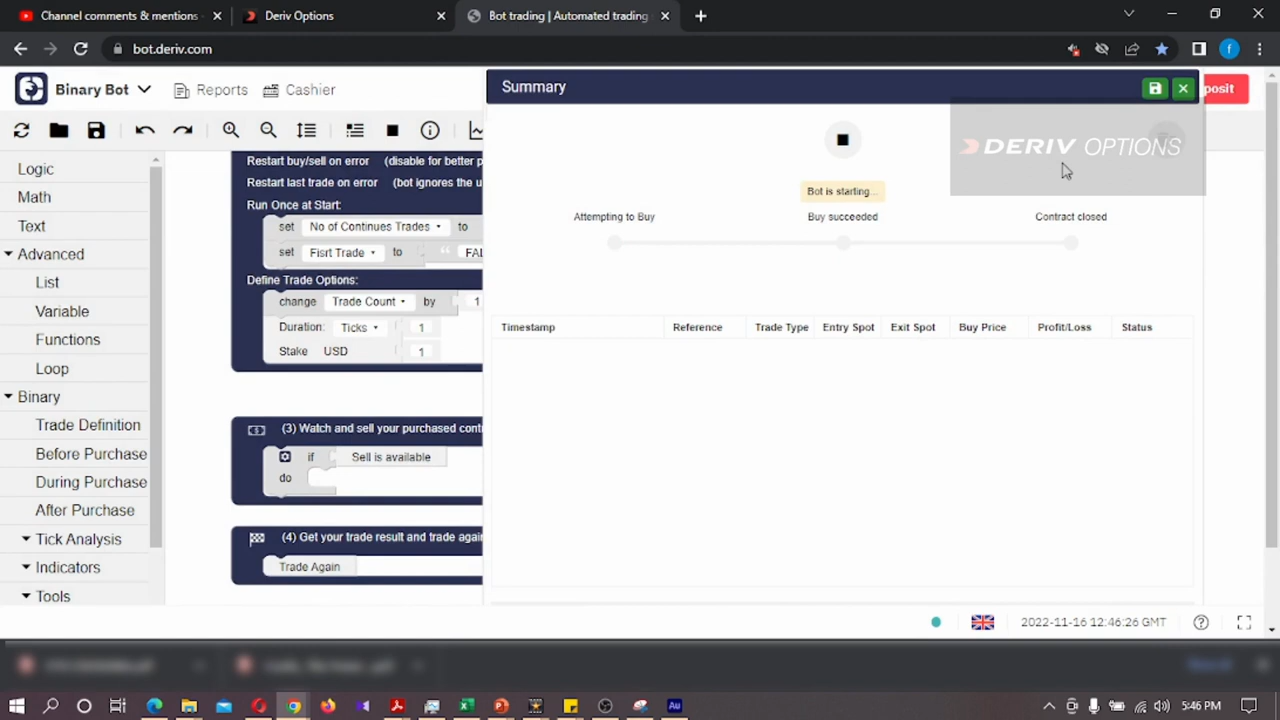 Channel comments & mentions
Deriv Options
Bot trading | Automated trading
bot.deriv.com
f
Binary Bot
Reports
Cashier
Summary
posit
DERIV OPTIONS
Logic
Math
Text
Advanced
List
Variable
Functions
Loop
Binary
Trade Definition
Before Purchase
During Purchase
After Purchase
Tick Analysis
Indicators
Tools
Restart buy/sell on error (disable for better p
Restart last trade on error (bot ignores the u
Run Once at Start:
set No of Continues Trades to
set Fisrt Trade to “ FAL
Define Trade Options:
change Trade Count by 1
Duration: Ticks 1
Stake USD 1
(3) Watch and sell your purchased cont
if Sell is available
do
(4) Get your trade result and trade again
Trade Again
Bot is starting...
Attempting to Buy Buy succeeded Contract closed
Timestamp Reference Trade Type Entry Spot Exit Spot Buy Price Profit/Loss Status
2022-11-16 12:46:26 GMT
5:46 PM